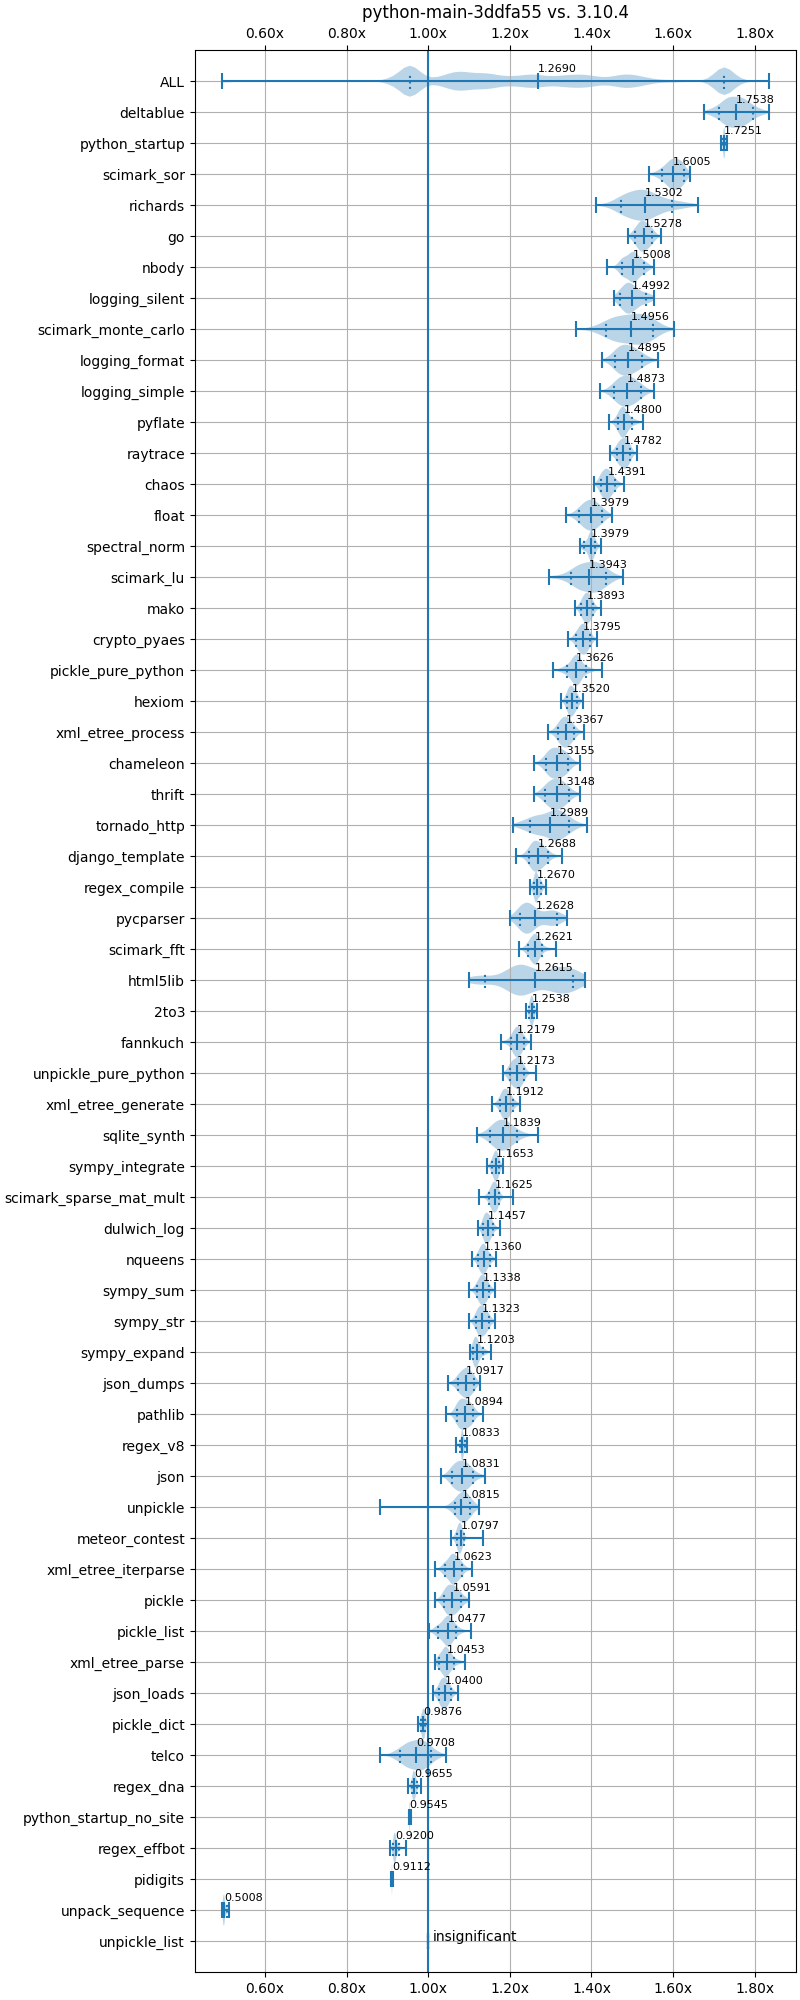 python-main-3ddfa55 vs. 3.10.4
0.60x 0.80x 1.00x 1.20x 1.40x 1.60x 1.80x
ALL 1.2690
deltablue 1.7538
python_startup 1.7251
scimark_sor 1.6005
richards 1.5302
go 1.5278
nbody 1.5008
logging_silent 1.4992
scimark_monte_carlo 1.4956
logging_format 1.4895
logging_simple 1.4873
pyflate 1.4800
raytrace 1.4782
chaos 1.4391
float 1.3979
spectral_norm 1.3979
scimark_lu 1.3943
mako 1.3893
crypto_pyaes 1.3795
pickle_pure_python 1.3626
hexiom 1.3520
xml_etree_process 1.3367
chameleon 1.3155
thrift 1.3148
tornado_http 1.2989
django_template 1.2688
regex_compile 1.2670
pycparser 1.2628
scimark_fft 1.2621
html5lib 1.2615
2to3 1.2538
fannkuch 1.2179
unpickle_pure_python 1.2173
xml_etree_generate 1.1912
sqlite_synth 1.1839
sympy_integrate 1.1653
scimark_sparse_mat_mult 1.1625
dulwich_log 1.1457
nqueens 1.1360
sympy_sum 1.1338
sympy_str 1.1323
sympy_expand 1.1203
json_dumps 1.0917
pathlib 1.0894
regex_v8 1.0833
json 1.0831
unpickle 1.0815
meteor_contest 1.0797
xml_etree_iterparse 1.0623
pickle 1.0591
pickle_list 1.0477
xml_etree_parse 1.0453
json_loads 1.0400
pickle_dict 0.9876
telco 0.9708
regex_dna 0.9655
python_startup_no_site 0.9545
regex_effbot 0.9200
pidigits 0.9112
unpack_sequence 0.5008
unpickle_list insignificant
0.60x 0.80x 1.00x 1.20x 1.40x 1.60x 1.80x